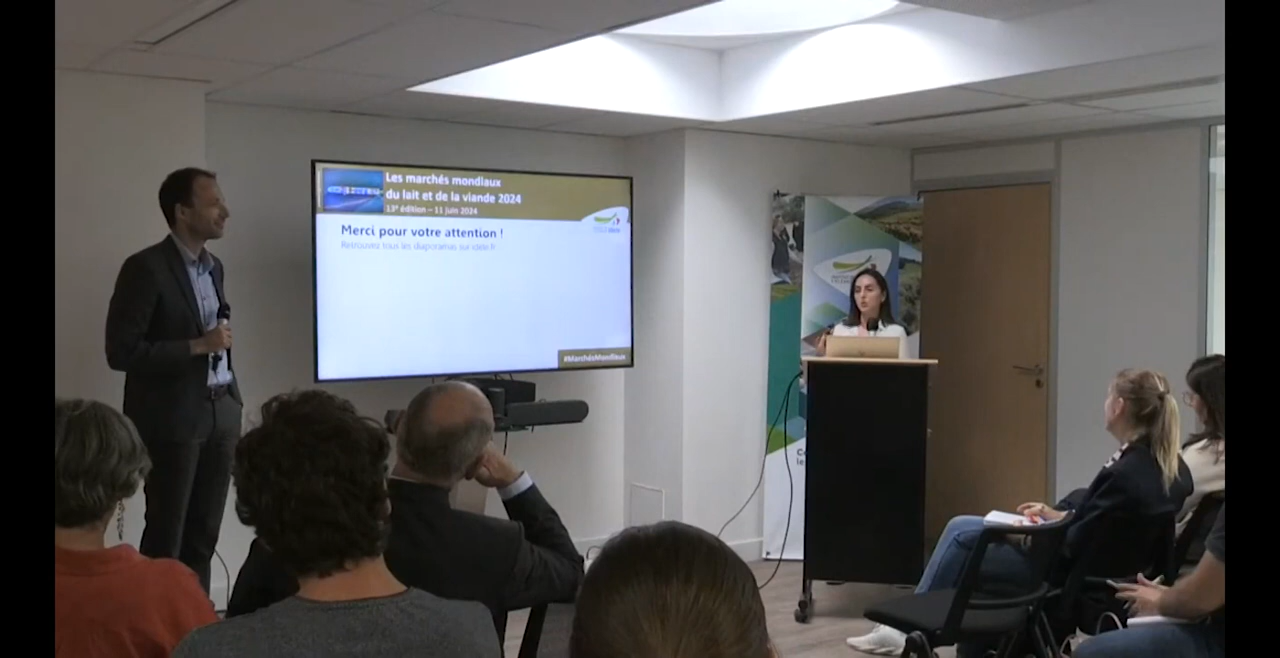 Les marchés mondiaux
du lait et de la viande 2024
13e édition – 11 juin 2024
Merci pour votre attention !
Retrouvez tous les diaporamas sur idele.fr
#MarchésMondiaux